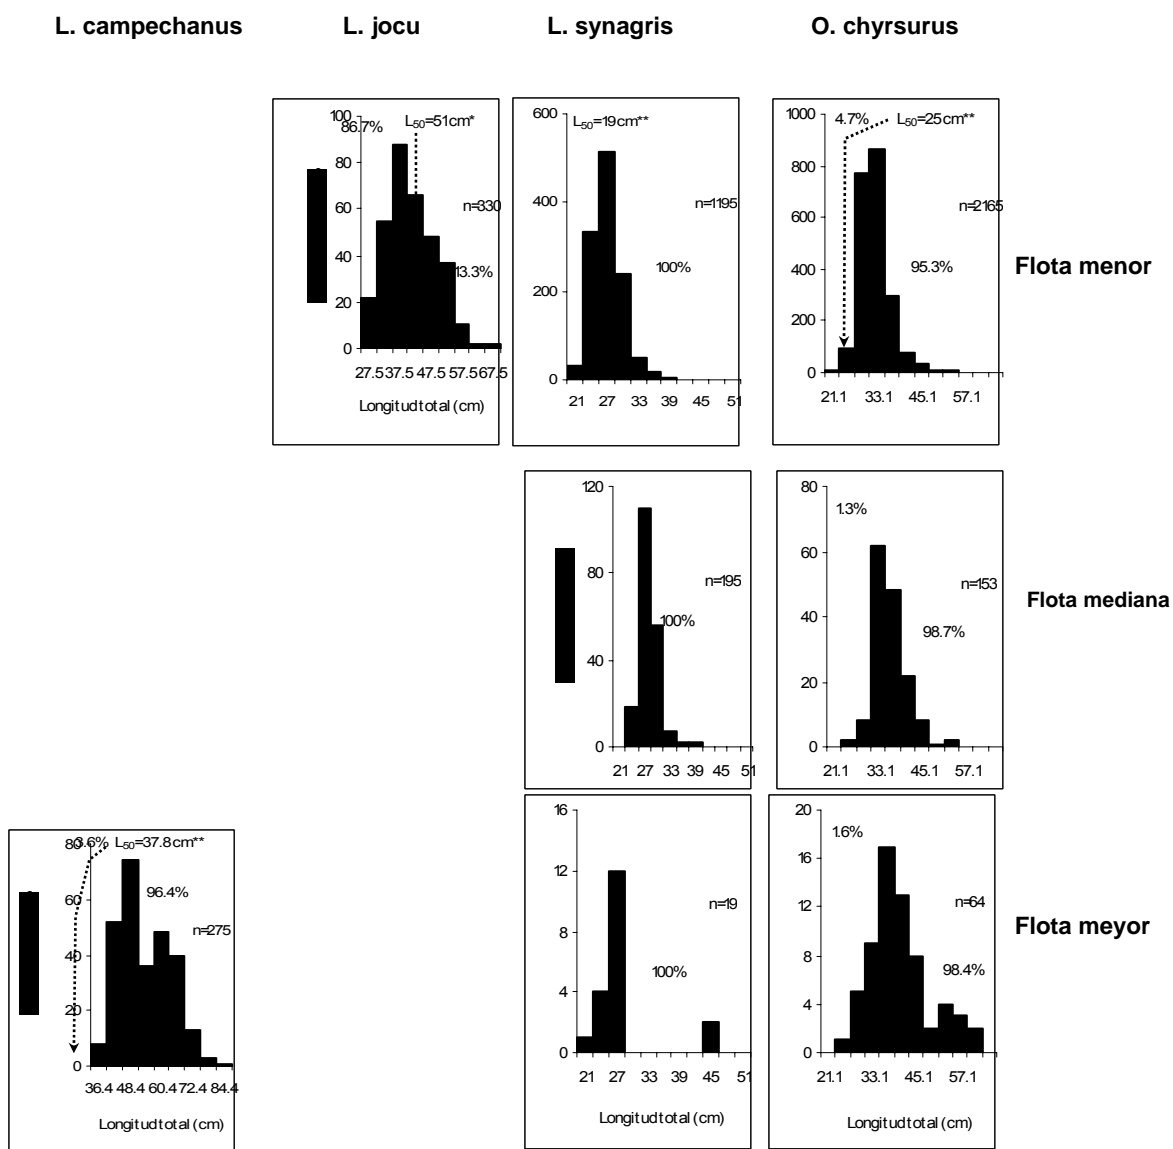 L. campechanus L. jocu L. synagris O. chyrsurus
86.7% L50=51cm*
n=330
13.3%
100
80
60
40
20
0
27.5 37.5 47.5 57.5 67.5
Longitud total (cm)
L50=19cm**
n=1195
100%
600
400
200
0
21 27 33 39 45 51
4.7% L50=25cm**
n=2165
95.3%
1000
800
600
400
200
0
21.1 33.1 45.1 57.1
Flota menor
120
80
40
0
n=195
100%
21 27 33 39 45 51
80
60
40
20
0
1.3%
n=153
98.7%
21.1 33.1 45.1 57.1
Flota mediana
3.6% L50=37.8cm**
96.4%
n=275
80
60
40
20
0
36.4 48.4 60.4 72.4 84.4
Longitud total (cm)
16
12
8
4
0
n=19
100%
21 27 33 39 45 51
Longitud total (cm)
20
16
12
8
4
0
1.6%
n=64
98.4%
21.1 33.1 45.1 57.1
Longitud total (cm)
Flota meyor